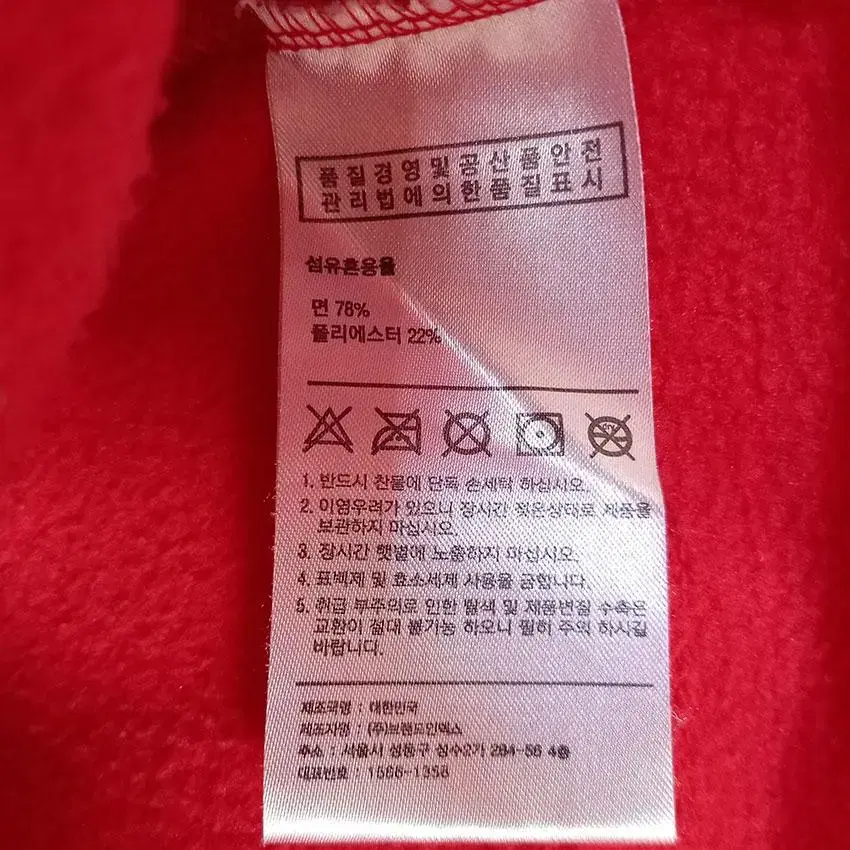 품질경영및공산품안전
관리법에의한품질표시
섬유혼용율
면 78%
폴리에스터 22%
1. 반드시 찬물에 단독 손세탁 하십시오.
2. 이염우려가 있으니 장시간 젖은상태로 제품을
보관하지 마십시오.
3. 장시간 햇볕에 노출하지 마십시오.
4. 표백제 및 효소세제 사용을 금합니다.
5. 취급 부주의로 인한 탈색 및 제품변질 수축은
교환이 절대 불가능 하오니 필히 주의 하시길
바랍니다.
제조국명 : 대한민국
제조자명 : (주)브랜드인덱스
주소 : 서울시 성동구 성수2가 284-56 4층
대표번호 : 1566-1358